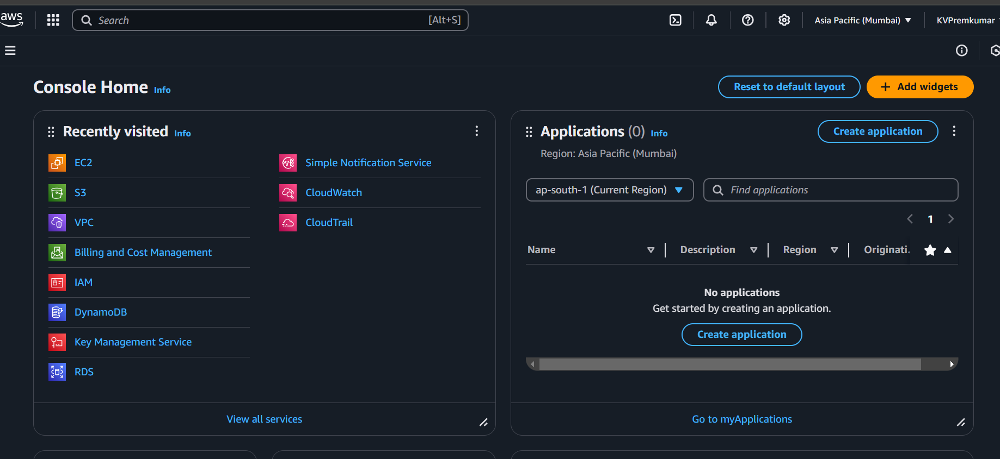 aws
Search [Alt+S]
Asia Pacific (Mumbai)
KVPremkumar
Console Home Info
Reset to default layout
Add widgets
Recently visited Info
EC2
S3
VPC
Billing and Cost Management
IAM
DynamoDB
Key Management Service
RDS
Simple Notification Service
CloudWatch
CloudTrail
View all services
Applications (0) Info
Create application
Region: Asia Pacific (Mumbai)
ap-south-1 (Current Region)
Find applications
1
Name Description Region Originati.
No applications
Get started by creating an application.
Create application
Go to myApplications